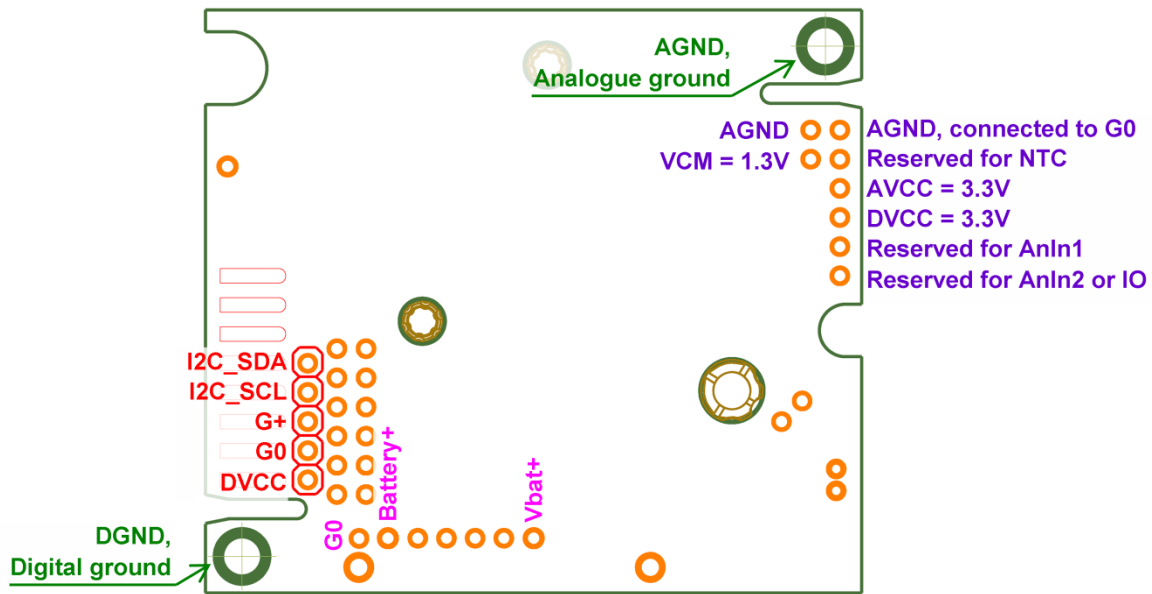 AGND,
Analogue ground
AGND
AGND, connected to G0
VCM = 1.3V
Reserved for NTC
AVCC = 3.3V
DVCC = 3.3V
Reserved for AnIn1
Reserved for AnIn2 or IO
I2C_SDA
I2C_SCL
G+
G0
DVCC
G0
Battery+
Vbat+
DGND,
Digital ground